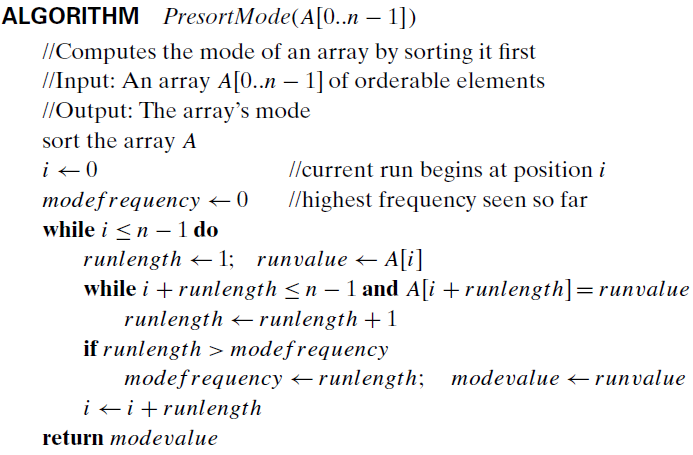 ALGORITHM PresortMode(A[0..n − 1])
//Computes the mode of an array by sorting it first
//Input: An array A[0..n − 1] of orderable elements
//Output: The array's mode
sort the array A
i ← 0 //current run begins at position i
modefrequency ← 0 //highest frequency seen so far
while i ≤ n − 1 do
runlength ← 1; runvalue ← A[i]
while i + runlength ≤ n − 1 and A[i + runlength] = runvalue
runlength ← runlength + 1
if runlength > modefrequency
modefrequency ← runlength; modevalue ← runvalue
i ← i + runlength
return modevalue